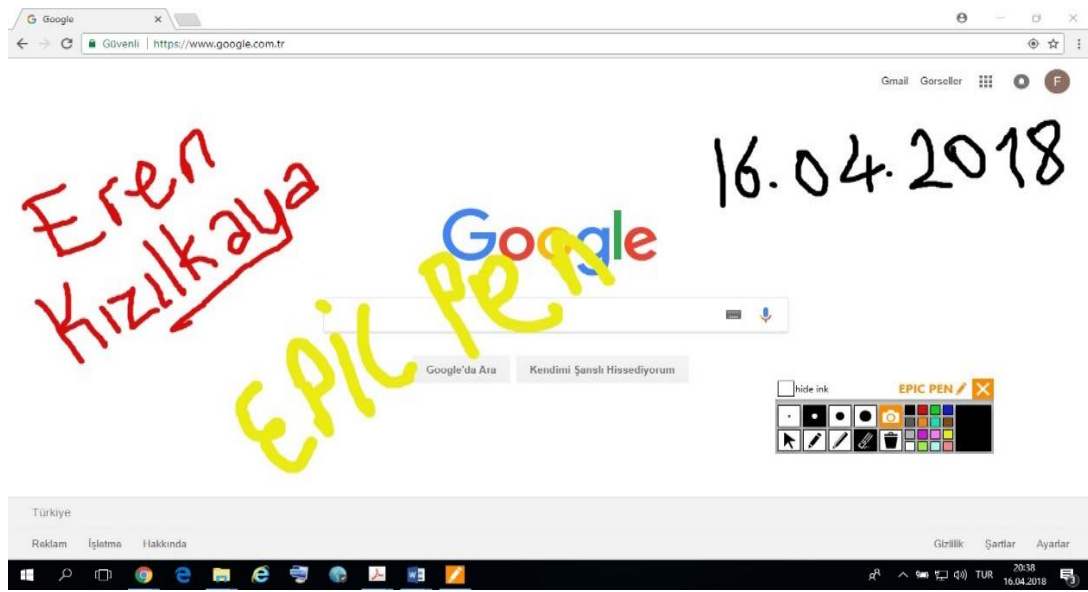 Google
Güvenli | https://www.google.com.tr
Gmail Gorseller F
16.04.2018
Eren
Kızılkaya
Google
EPIC PEN
Google'da Ara Kendimi Şanslı Hissediyorum
hide ink EPIC PEN
Türkiye
Reklam İşletme Hakkında Gizlilik Şartlar Ayarlar
TUR 20:38
16.04.2018